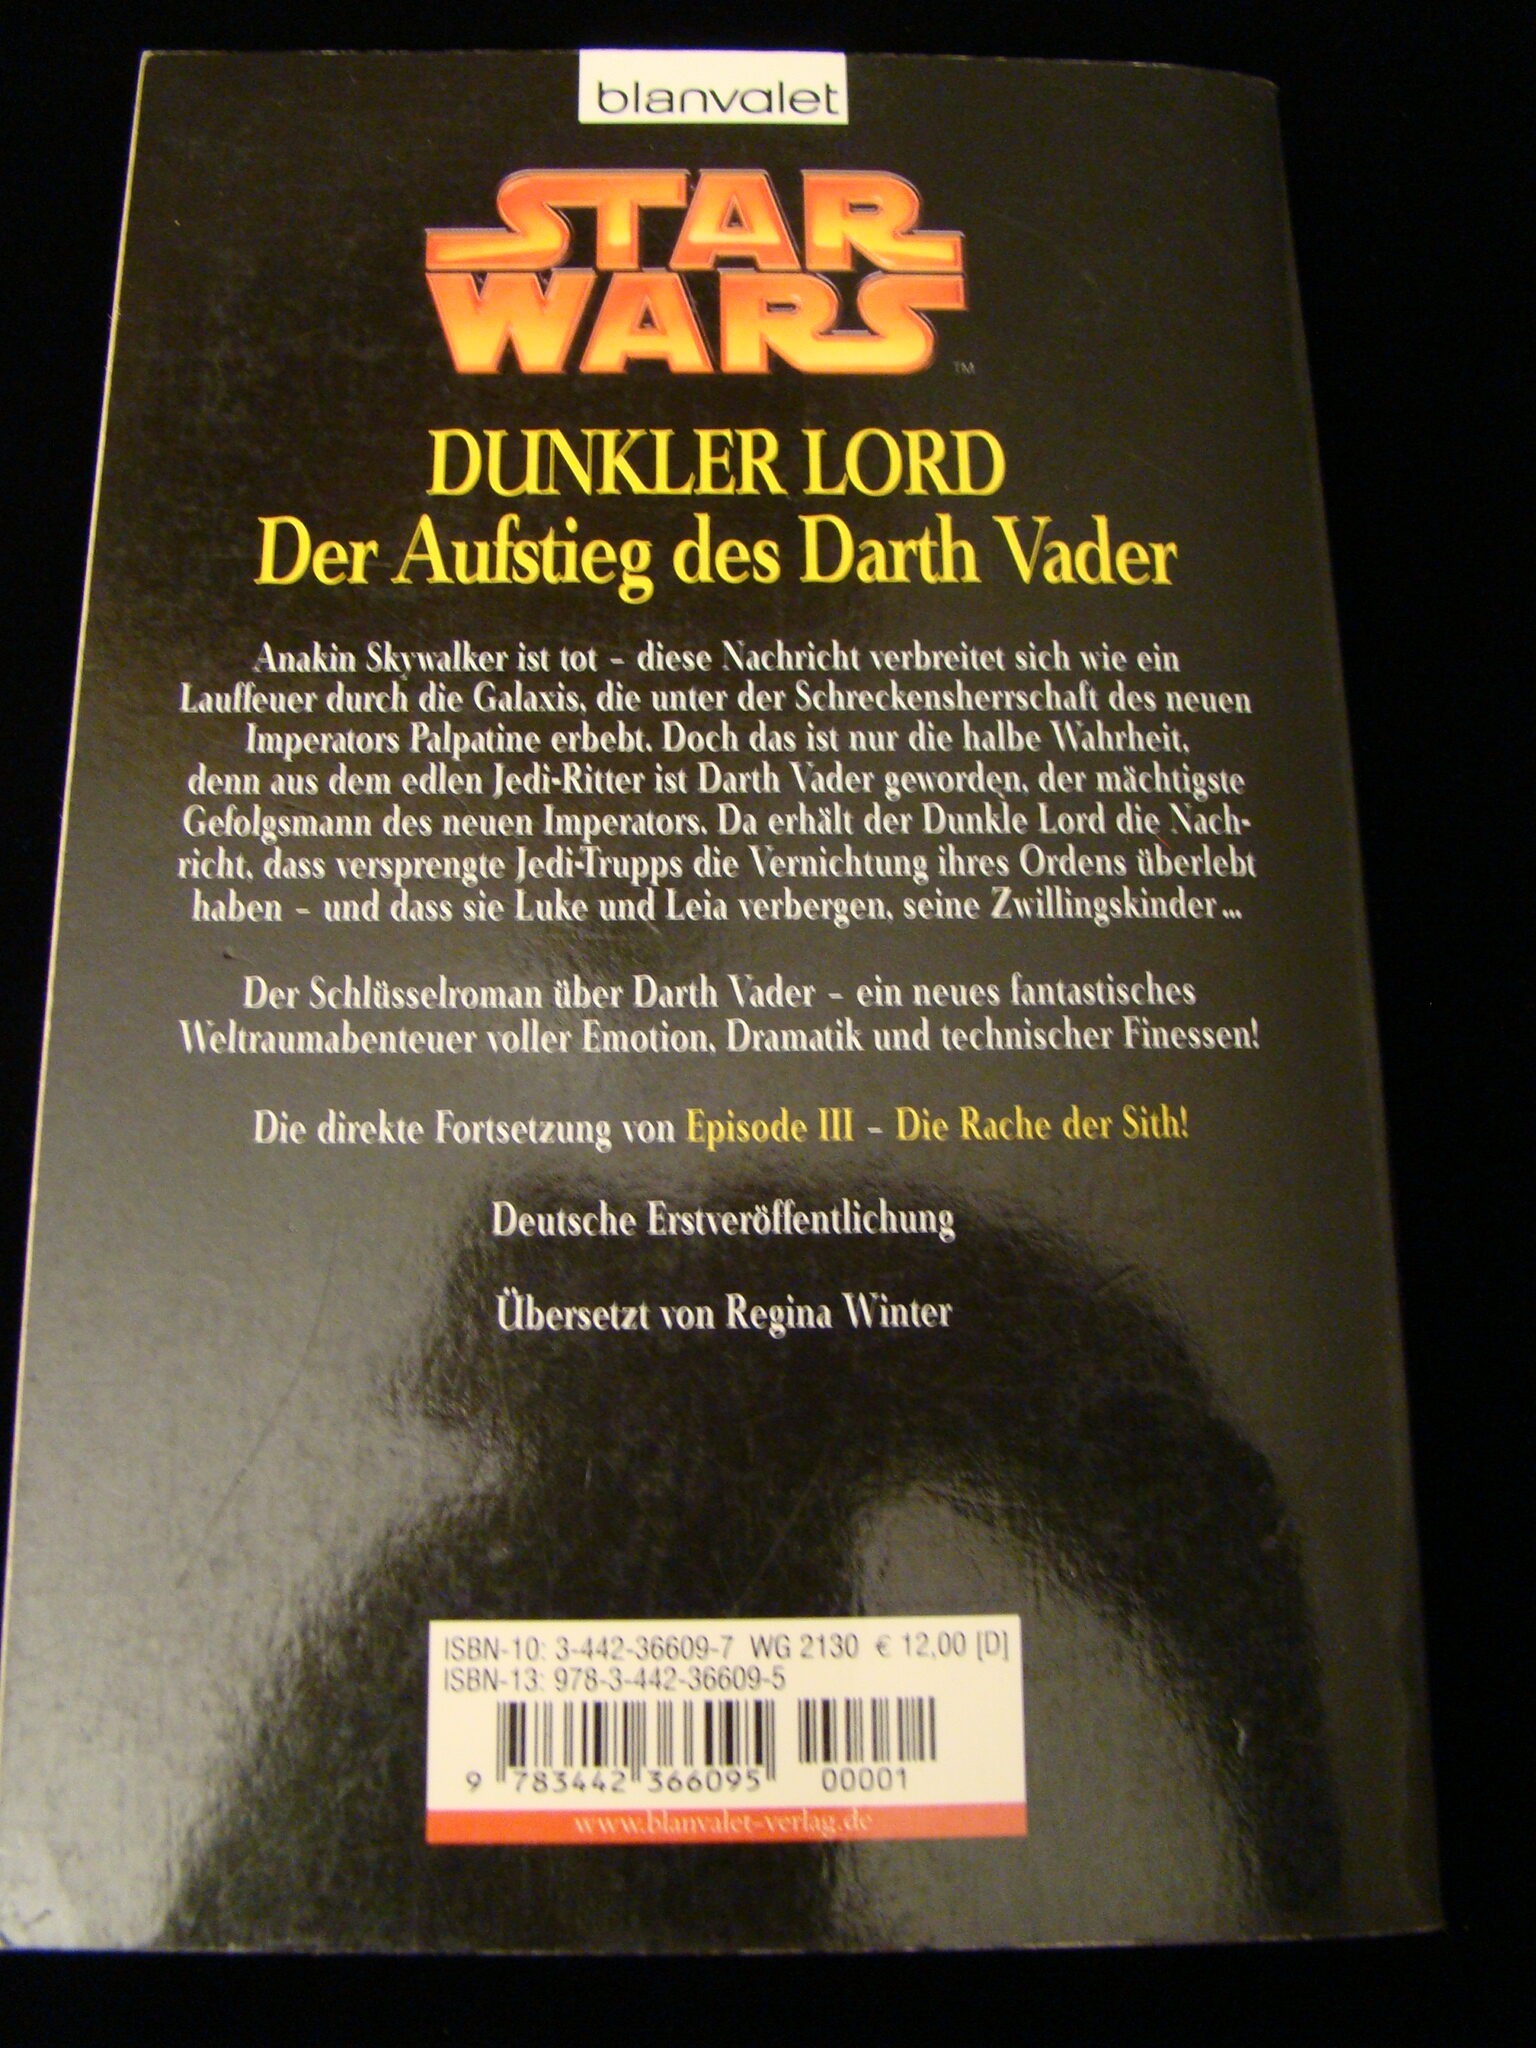 blanvalet
STAR
WARS
TM
DUNKLER LORD
Der Aufstieg des Darth Vader
Anakin Skywalker ist tot – diese Nachricht verbreitet sich wie ein
Lauffeuer durch die Galaxis, die unter der Schreckensherrschaft des neuen
Imperators Palpatine erbebt. Doch das ist nur die halbe Wahrheit,
denn aus dem edlen Jedi-Ritter ist Darth Vader geworden, der mächtigste
Gefolgsmann des neuen Imperators. Da erhält der Dunkle Lord die Nach-
richt, dass versprengte Jedi-Trupps die Vernichtung ihres Ordens überlebt
haben – und dass sie Luke und Leia verbergen, seine Zwillingskinder ...
Der Schlüsselroman über Darth Vader – ein neues fantastisches
Weltraumabenteuer voller Emotion, Dramatik und technischer Finessen!
Die direkte Fortsetzung von Episode III – Die Rache der Sith!
Deutsche Erstveröffentlichung
Übersetzt von Regina Winter
ISBN-10: 3-442-36609-7 WG 2130 € 12,00 [D]
ISBN-13: 978-3-442-36609-5
9 783442 366095 00001
www.blanvalet-verlag.de